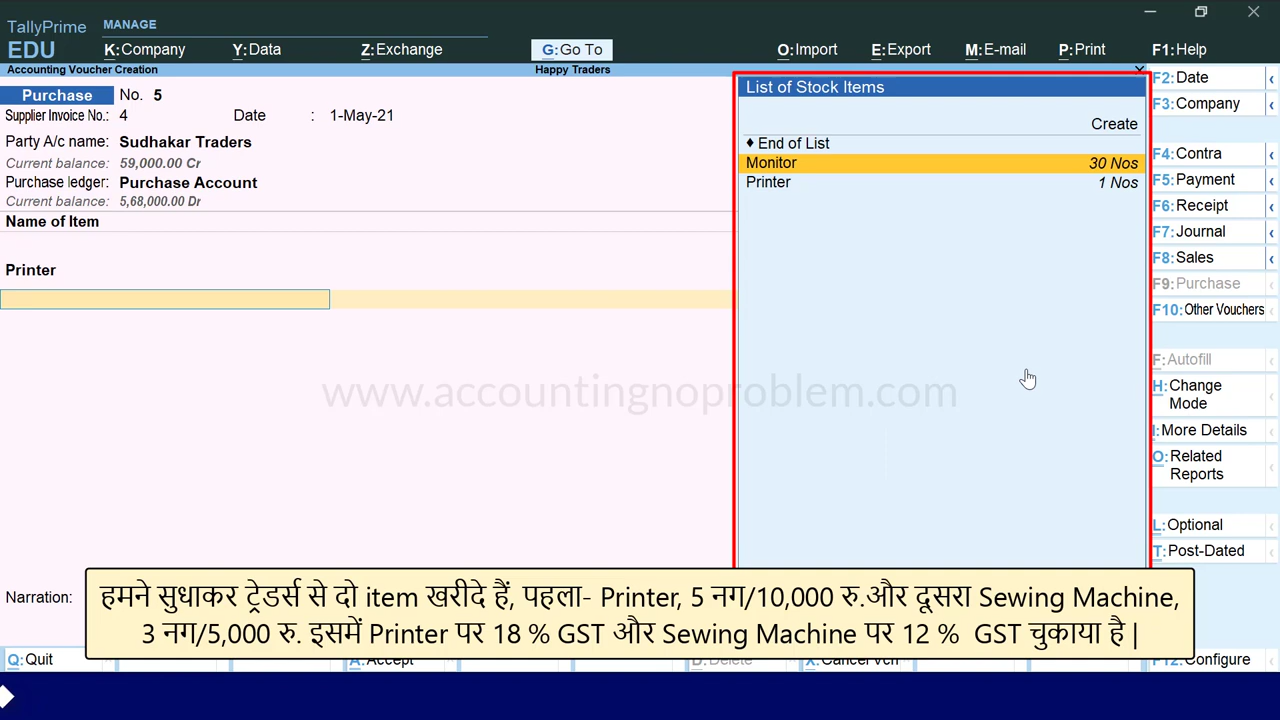 TallyPrime
EDU
MANAGE
K:Company Y:Data Z:Exchange G:Go To O:Import E:Export M:E-mail P:Print F1:Help
Accounting Voucher Creation Happy Traders
Purchase No. 5
Supplier Invoice No.: 4 Date : 1-May-21
Party A/c name: Sudhakar Traders
Current balance: 59,000.00 Cr
Purchase ledger: Purchase Account
Current balance: 5,68,000.00 Dr
Name of Item
Printer
List of Stock Items
Create
♦ End of List
Monitor 30 Nos
Printer 1 Nos
F2:Date
F3:Company
F4:Contra
F5:Payment
F6:Receipt
F7:Journal
F8:Sales
F9:Purchase
F10:Other Vouchers
F:Autofill
H:Change
Mode
I:More Details
O:Related
Reports
L:Optional
T:Post-Dated
www.accountingnoproblem.com
Narration:
हमने सुधाकर ट्रेडर्स से दो item खरीदे हैं, पहला- Printer, 5 नग/10,000 रु.और दूसरा Sewing Machine,
3 नग/5,000 रु. इसमें Printer पर 18 % GST और Sewing Machine पर 12 % GST चुकाया है |
Q:Quit A:Accept D:Delete X:Cancel Vch F12:Configure